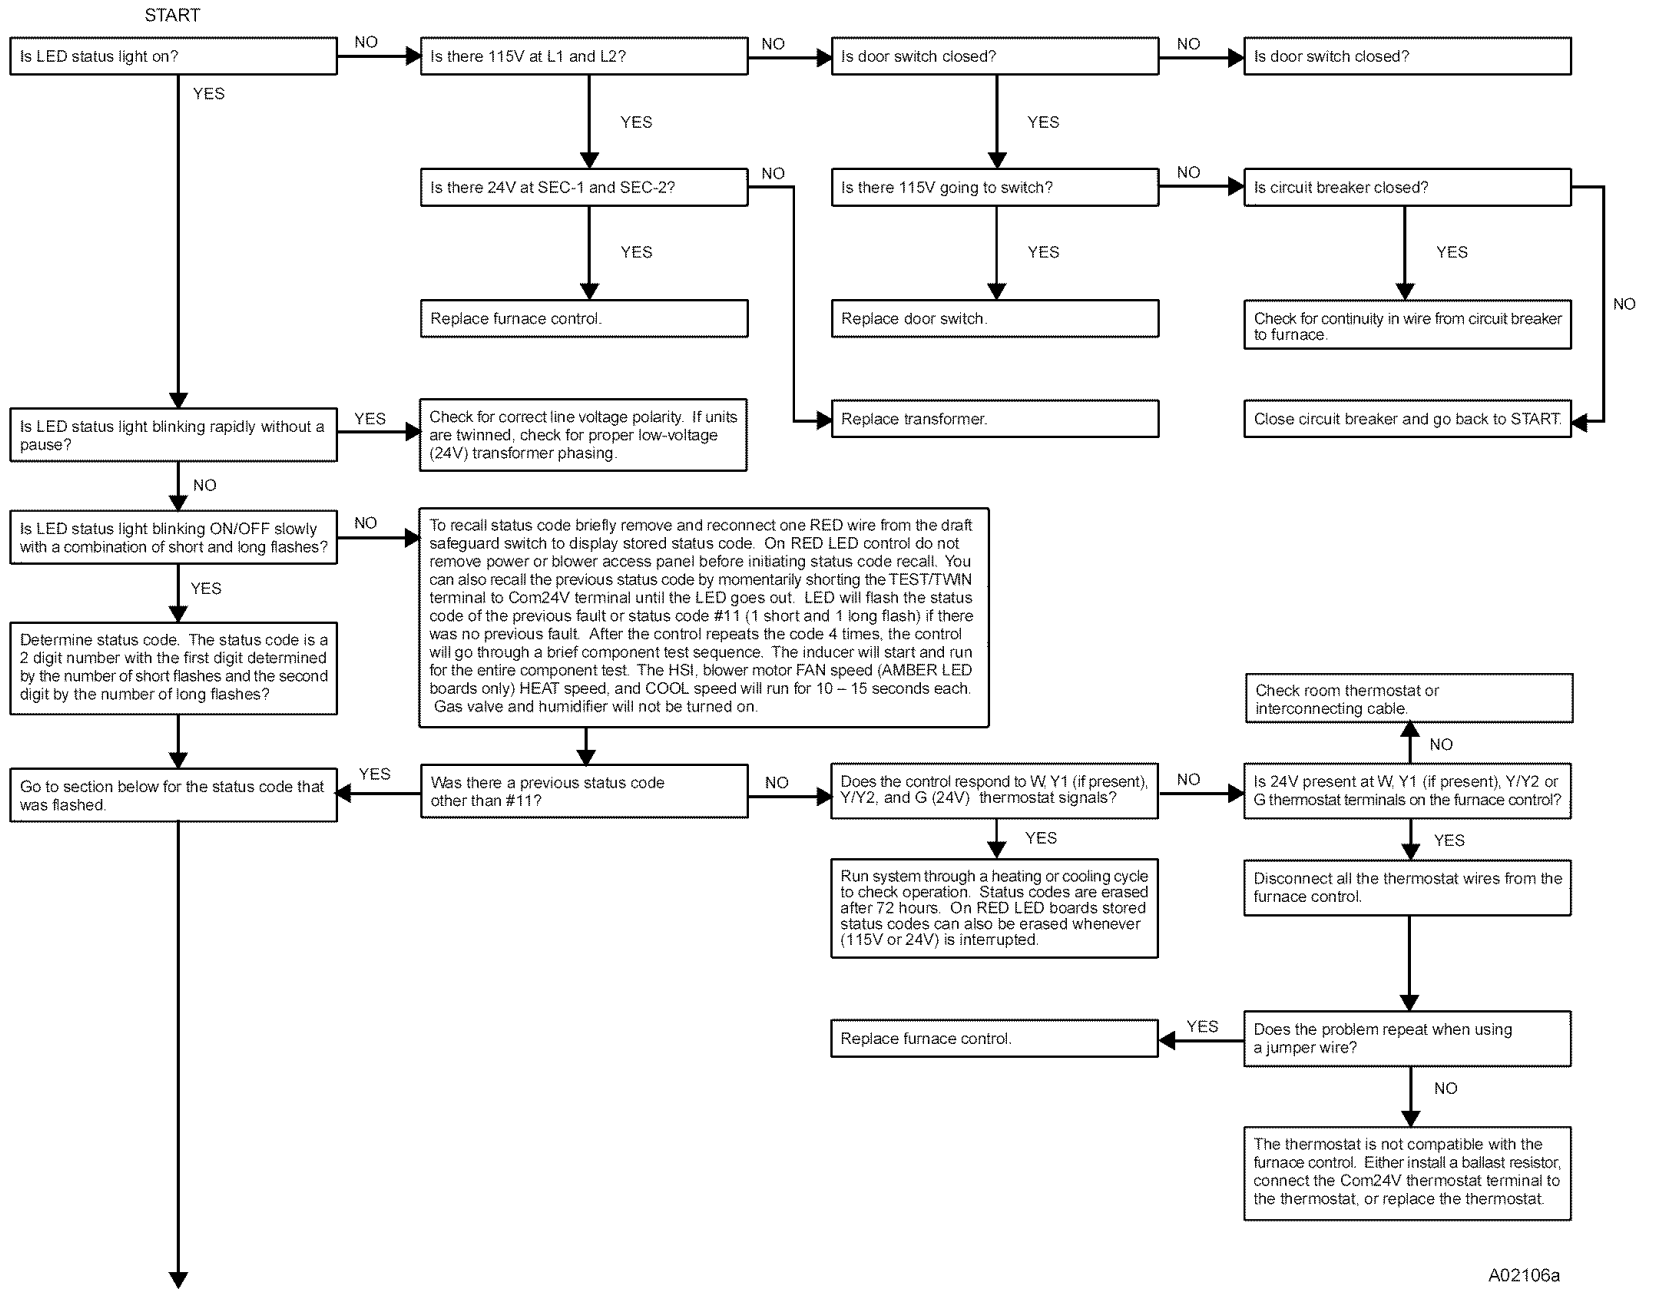 START
Is LED status light on?
NO
Is there 115V at L1 and L2?
NO
Is door switch closed?
NO
Is door switch closed?
YES
YES
YES
Is there 24V at SEC-1 and SEC-2?
NO
Is there 115V going to switch?
NO
Is circuit breaker closed?
YES
YES
YES
NO
Replace furnace control.
Replace door switch.
Check for continuity in wire from circuit breaker
to furnace.
Is LED status light blinking rapidly without a
pause?
YES
Check for correct line voltage polarity. If units
are twinned, check for proper low-voltage
(24V) transformer phasing.
Replace transformer.
Close circuit breaker and go back to START.
NO
Is LED status light blinking ON/OFF slowly
with a combination of short and long flashes?
NO
To recall status code briefly remove and reconnect one RED wire from the draft
safeguard switch to display stored status code. On RED LED control do not
remove power or blower access panel before initiating status code recall. You
can also recall the previous status code by momentarily shorting the TEST/TWIN
terminal to Com24V terminal until the LED goes out. LED will flash the status
code of the previous fault or status code #11 (1 short and 1 long flash) if there
was no previous fault. After the control repeats the code 4 times, the control
will go through a brief component test sequence. The inducer will start and run
for the entire component test. The HSI, blower motor FAN speed (AMBER LED
boards only) HEAT speed, and COOL speed will run for 10 – 15 seconds each.
Gas valve and humidifier will not be turned on.
YES
Determine status code. The status code is a
2 digit number with the first digit determined
by the number of short flashes and the second
digit by the number of long flashes?
Check room thermostat or
interconnecting cable.
NO
Go to section below for the status code that
was flashed.
YES
Was there a previous status code
other than #11?
NO
Does the control respond to W, Y1 (if present),
Y/Y2, and G (24V) thermostat signals?
NO
Is 24V present at W, Y1 (if present), Y/Y2 or
G thermostat terminals on the furnace control?
YES
YES
Run system through a heating or cooling cycle
to check operation. Status codes are erased
after 72 hours. On RED LED boards stored
status codes can also be erased whenever
(115V or 24V) is interrupted.
Disconnect all the thermostat wires from the
furnace control.
Replace furnace control.
YES
Does the problem repeat when using
a jumper wire?
NO
The thermostat is not compatible with the
furnace control. Either install a ballast resistor,
connect the Com24V thermostat terminal to
the thermostat, or replace the thermostat.
A02106a